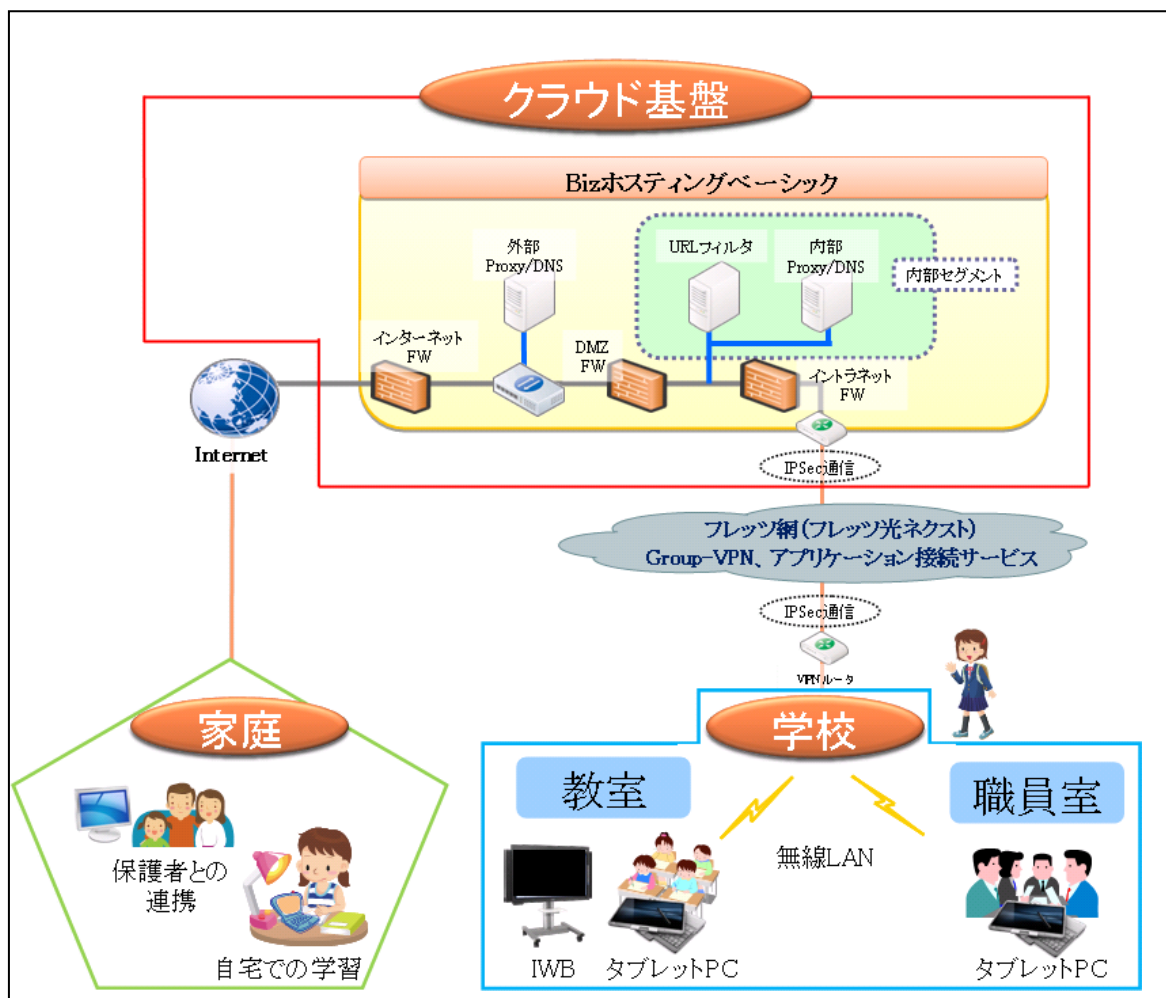 クラウド基盤
Bizホスティングベーシック
外部
Proxy/DNS
URLフィルタ
内部
Proxy/DNS
内部セグメント
インターネット
FW
DMZ
FW
イントラネット
FW
Internet
IPSec通信
フレッツ網(フレッツ光ネクスト)
Group-VPN、アプリケーション接続サービス
IPSec通信
VPNルータ
家庭
学校
教室
職員室
保護者との
連携
無線LAN
自宅での学習
IWB
タブレットPC
タブレットPC